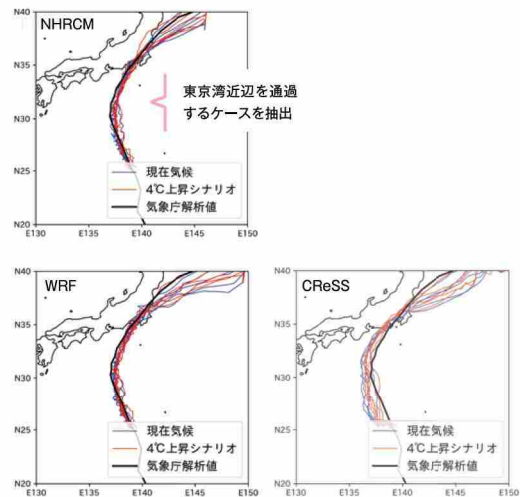 N40
NHRCM
N35
東京湾近辺を通過
するケースを抽出
N30
N25
現在気候
4℃上昇シナリオ
気象庁解析値
N20
E130 E135 E140 E145 E150
N40 N40
WRF CReSS
N35 N35
N30 N30
N25 N25
現在気候 現在気候
4℃上昇シナリオ 4℃上昇シナリオ
気象庁解析値 気象庁解析値
N20 N20
E130 E135 E140 E145 E150 E130 E135 E140 E145 E150